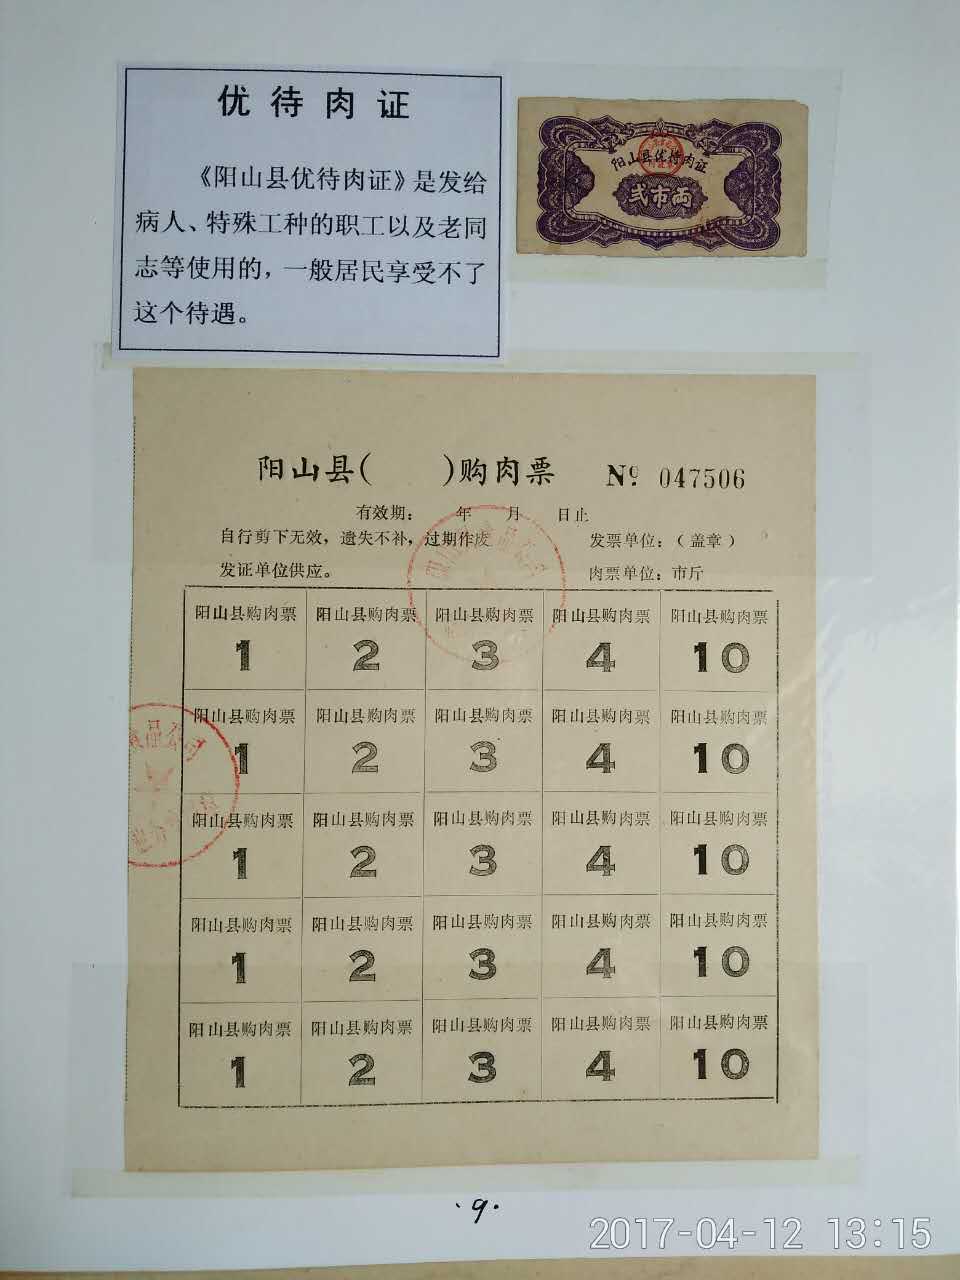 优待肉证
《阳山县优待肉证》是发给
病人、特殊工种的职工以及老同
志等使用的，一般居民享受不了
这个待遇。
阳山县优待肉证
贰市两
阳山县(　　)购肉票　Nº 047506
有效期：　年　月　日止
自行剪下无效，遗失不补，过期作废　发票单位：（盖章）
发证单位供应。　肉票单位：市斤
阳山县购肉票 阳山县购肉票 阳山县购肉票 阳山县购肉票 阳山县购肉票
1 2 3 4 10
阳山县购肉票 阳山县购肉票 阳山县购肉票 阳山县购肉票 阳山县购肉票
1 2 3 4 10
阳山县购肉票 阳山县购肉票 阳山县购肉票 阳山县购肉票 阳山县购肉票
1 2 3 4 10
阳山县购肉票 阳山县购肉票 阳山县购肉票 阳山县购肉票 阳山县购肉票
1 2 3 4 10
阳山县购肉票 阳山县购肉票 阳山县购肉票 阳山县购肉票 阳山县购肉票
1 2 3 4 10
·9·
2017-04-12 13:15